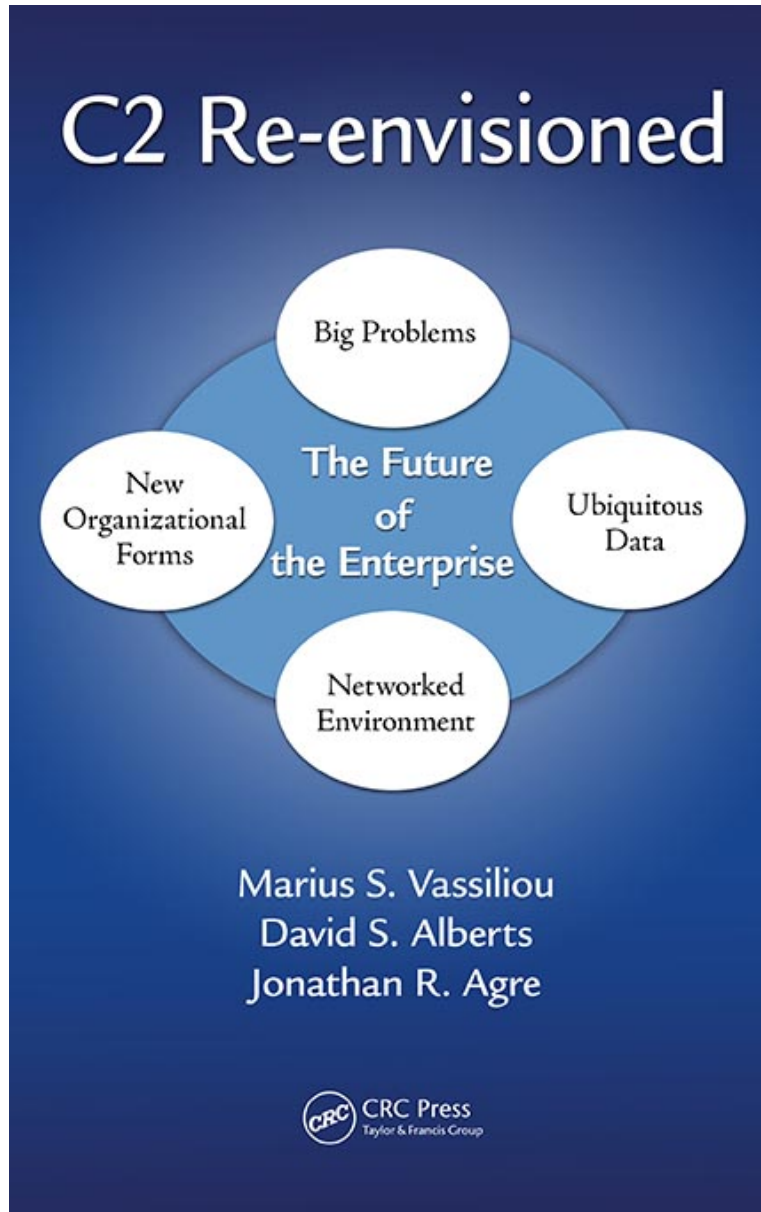 C2 Re-envisioned
Big Problems
New
Organizational
Forms
The Future
of
the Enterprise
Ubiquitous
Data
Networked
Environment
Marius S. Vassiliou
David S. Alberts
Jonathan R. Agre
CRC
CRC Press
Taylor & Francis Group